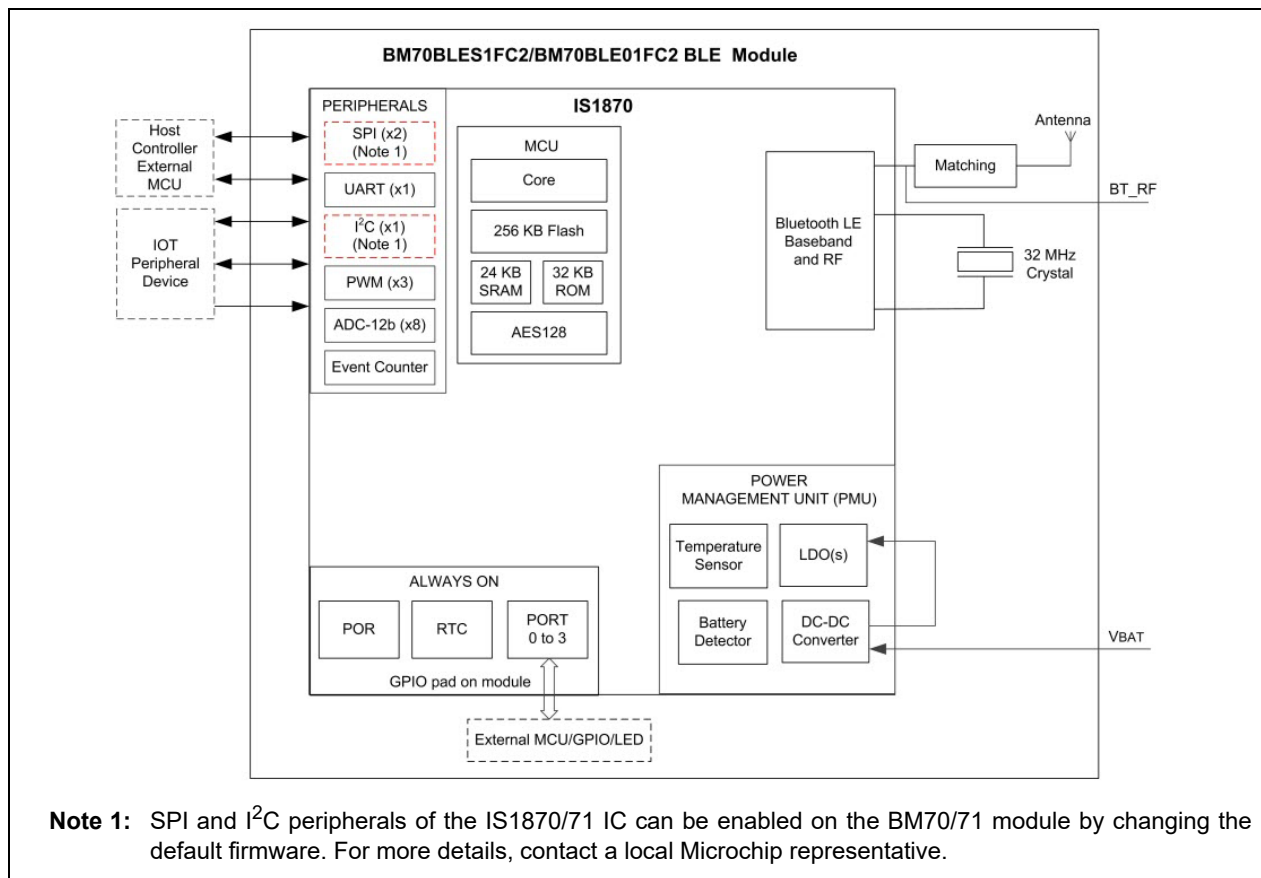 BM70BLES1FC2/BM70BLE01FC2 BLE Module
IS1870
PERIPHERALS
SPI (x2)
(Note 1)
UART (x1)
I²C (x1)
(Note 1)
PWM (x3)
ADC-12b (x8)
Event Counter
Host
Controller
External
MCU
IOT
Peripheral
Device
MCU
Core
256 KB Flash
24 KB
SRAM
32 KB
ROM
AES128
Bluetooth LE
Baseband
and RF
Matching
Antenna
BT_RF
32 MHz
Crystal
POWER
MANAGEMENT UNIT (PMU)
Temperature
Sensor
LDO(s)
Battery
Detector
DC-DC
Converter
VBAT
ALWAYS ON
POR
RTC
PORT
0 to 3
GPIO pad on module
External MCU/GPIO/LED
Note 1: SPI and I²C peripherals of the IS1870/71 IC can be enabled on the BM70/71 module by changing the
default firmware. For more details, contact a local Microchip representative.